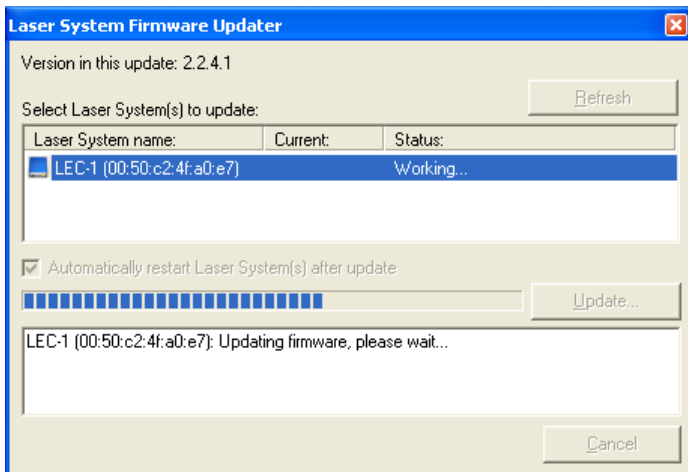 Laser System Firmware Updater
Version in this update: 2.2.4.1
Refresh
Select Laser System(s) to update:
Laser System name: Current: Status:
LEC-1 (00:50:c2:4f:a0:e7) Working...
Automatically restart Laser System(s) after update
Update...
LEC-1 (00:50:c2:4f:a0:e7): Updating firmware, please wait...
Cancel